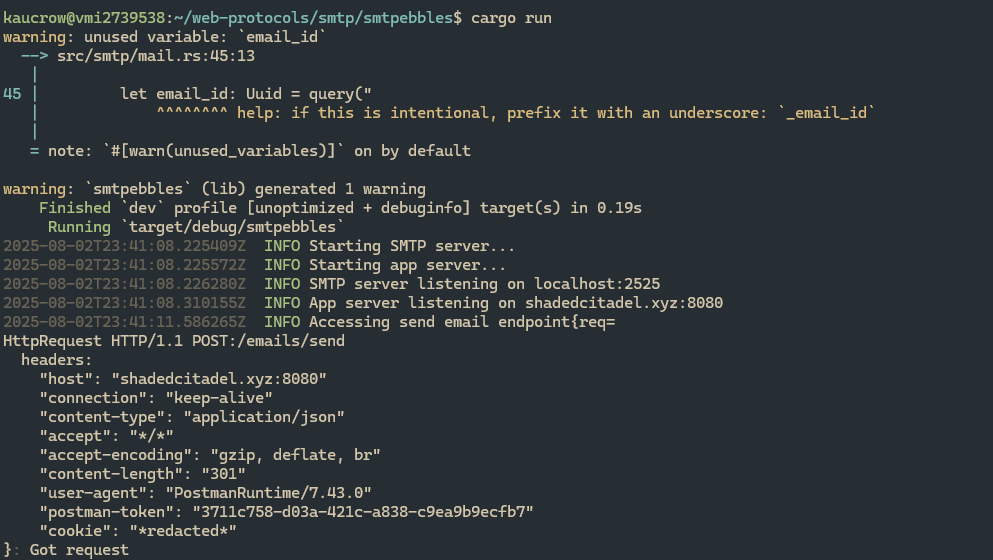 kaucrow@vmi2739538:~/web-protocols/smtp/smtpebbles$ cargo run
warning: unused variable: `email_id`
  --> src/smtp/mail.rs:45:13
   |
45 |         let email_id: Uuid = query("
   |             ^^^^^^^^ help: if this is intentional, prefix it with an underscore: `_email_id`
   |
   = note: `#[warn(unused_variables)]` on by default

warning: `smtpebbles` (lib) generated 1 warning
    Finished `dev` profile [unoptimized + debuginfo] target(s) in 0.19s
     Running `target/debug/smtpebbles`
2025-08-02T23:41:08.225409Z  INFO Starting SMTP server...
2025-08-02T23:41:08.225572Z  INFO Starting app server...
2025-08-02T23:41:08.226280Z  INFO SMTP server listening on localhost:2525
2025-08-02T23:41:08.310155Z  INFO App server listening on shadedcitadel.xyz:8080
2025-08-02T23:41:11.586265Z  INFO Accessing send email endpoint{req=
HttpRequest HTTP/1.1 POST:/emails/send
  headers:
    "host": "shadedcitadel.xyz:8080"
    "connection": "keep-alive"
    "content-type": "application/json"
    "accept": "*/*"
    "accept-encoding": "gzip, deflate, br"
    "content-length": "301"
    "user-agent": "PostmanRuntime/7.43.0"
    "postman-token": "3711c758-d03a-421c-a838-c9ea9b9ecfb7"
    "cookie": "*redacted*"
}: Got request